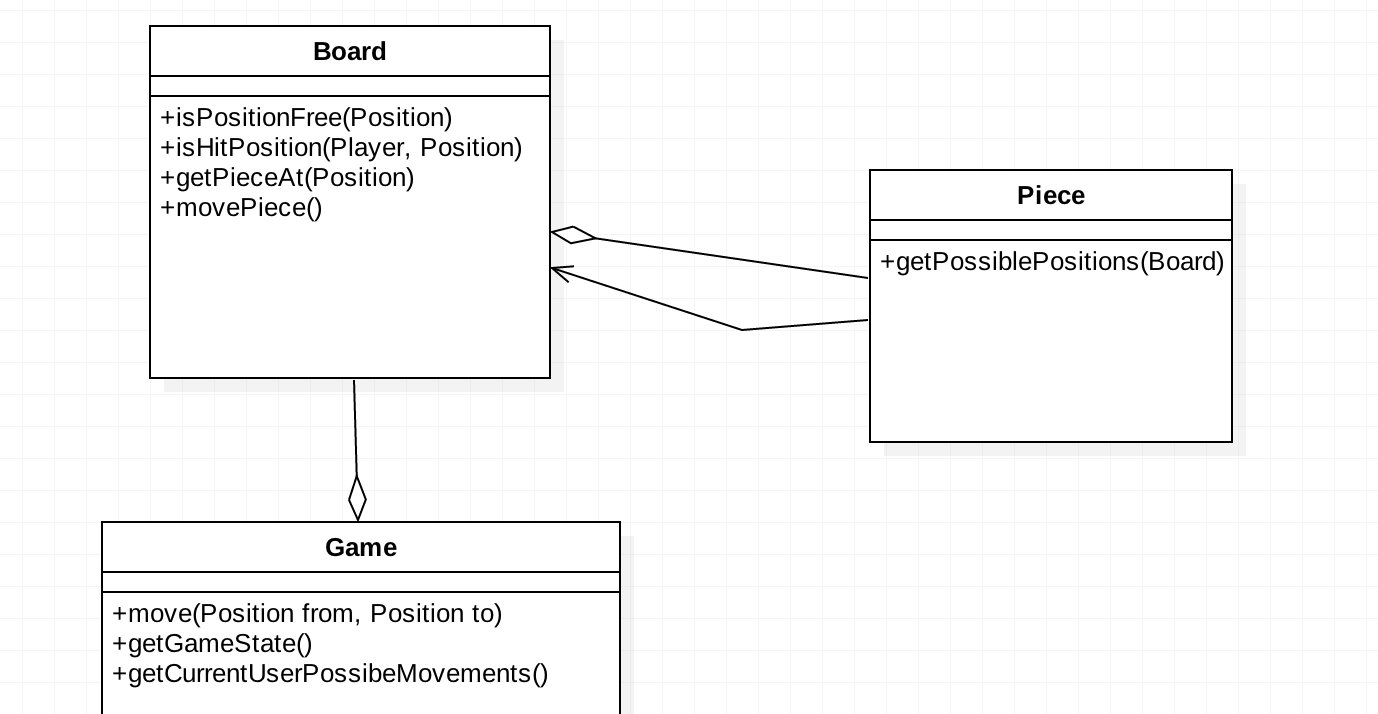 Board
+isPositionFree(Position)
+isHitPosition(Player, Position)
+getPieceAt(Position)
+movePiece()
Piece
+getPossiblePositions(Board)
Game
+move(Position from, Position to)
+getGameState()
+getCurrentUserPossibeMovements()